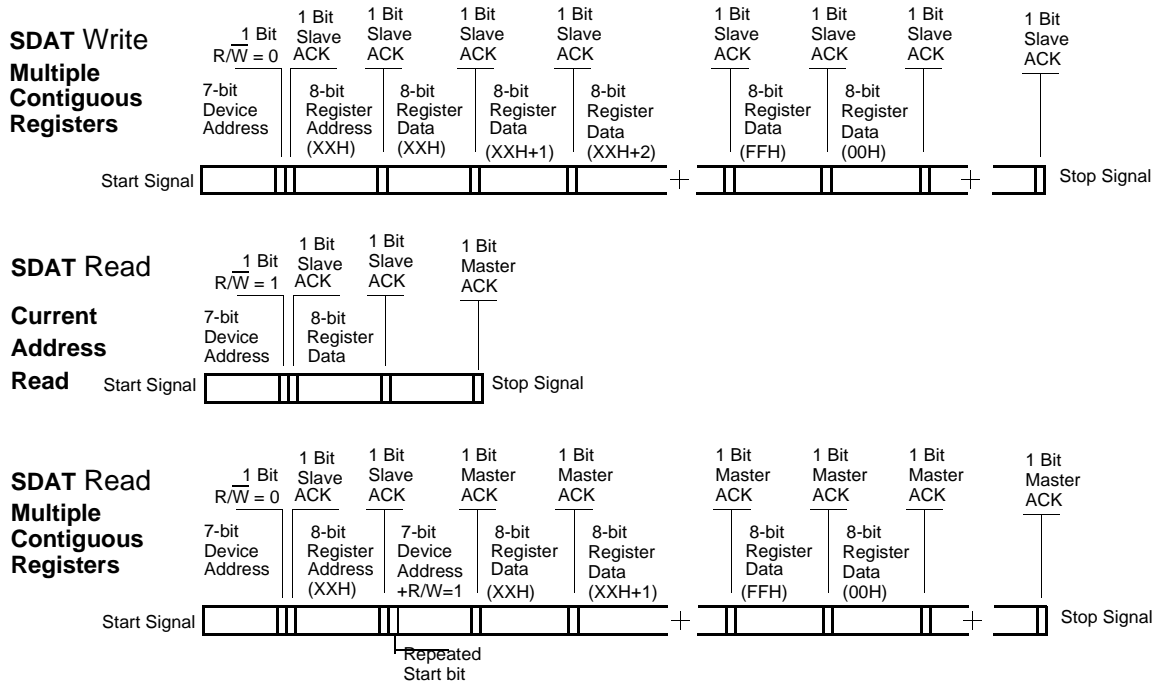 SDAT Write
Multiple
Contiguous
Registers
1 Bit
R/W = 0
1 Bit
Slave
ACK
1 Bit
Slave
ACK
1 Bit
Slave
ACK
1 Bit
Slave
ACK
1 Bit
Slave
ACK
1 Bit
Slave
ACK
1 Bit
Slave
ACK
1 Bit
Slave
ACK
7-bit
Device
Address
8-bit
Register
Address
(XXH)
8-bit
Register
Data
(XXH)
8-bit
Register
Data
(XXH+1)
8-bit
Register
Data
(XXH+2)
8-bit
Register
Data
(FFH)
8-bit
Register
Data
(00H)
Start Signal
Stop Signal
SDAT Read
Current
Address
Read
1 Bit
R/W = 1
1 Bit
Slave
ACK
1 Bit
Slave
ACK
1 Bit
Master
ACK
7-bit
Device
Address
8-bit
Register
Data
Start Signal
Stop Signal
SDAT Read
Multiple
Contiguous
Registers
1 Bit
R/W = 0
1 Bit
Slave
ACK
1 Bit
Slave
ACK
1 Bit
Master
ACK
1 Bit
Master
ACK
1 Bit
Master
ACK
1 Bit
Master
ACK
1 Bit
Master
ACK
1 Bit
Master
ACK
7-bit
Device
Address
8-bit
Register
Address
(XXH)
7-bit
Device
Address
+R/W=1
8-bit
Register
Data
(XXH)
8-bit
Register
Data
(XXH+1)
8-bit
Register
Data
(FFH)
8-bit
Register
Data
(00H)
Start Signal
Stop Signal
Repeated
Start bit